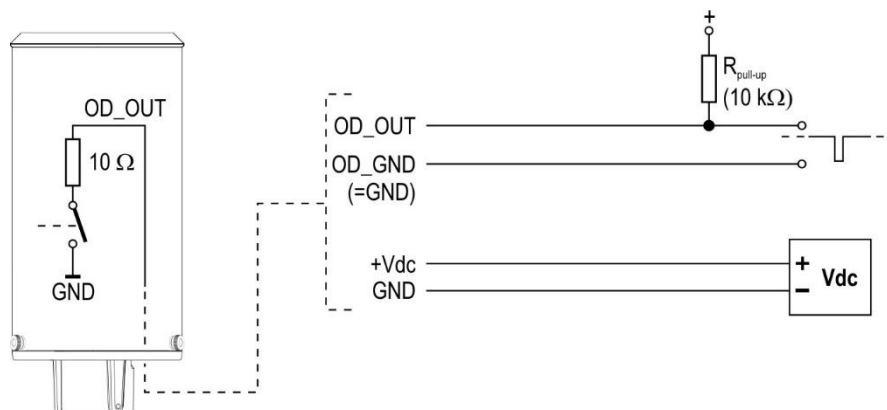 OD_OUT
10 Ω
GND
+
R pull-up
(10 kΩ)
OD_OUT
OD_GND
(=GND)
+Vdc
GND
+
−
Vdc